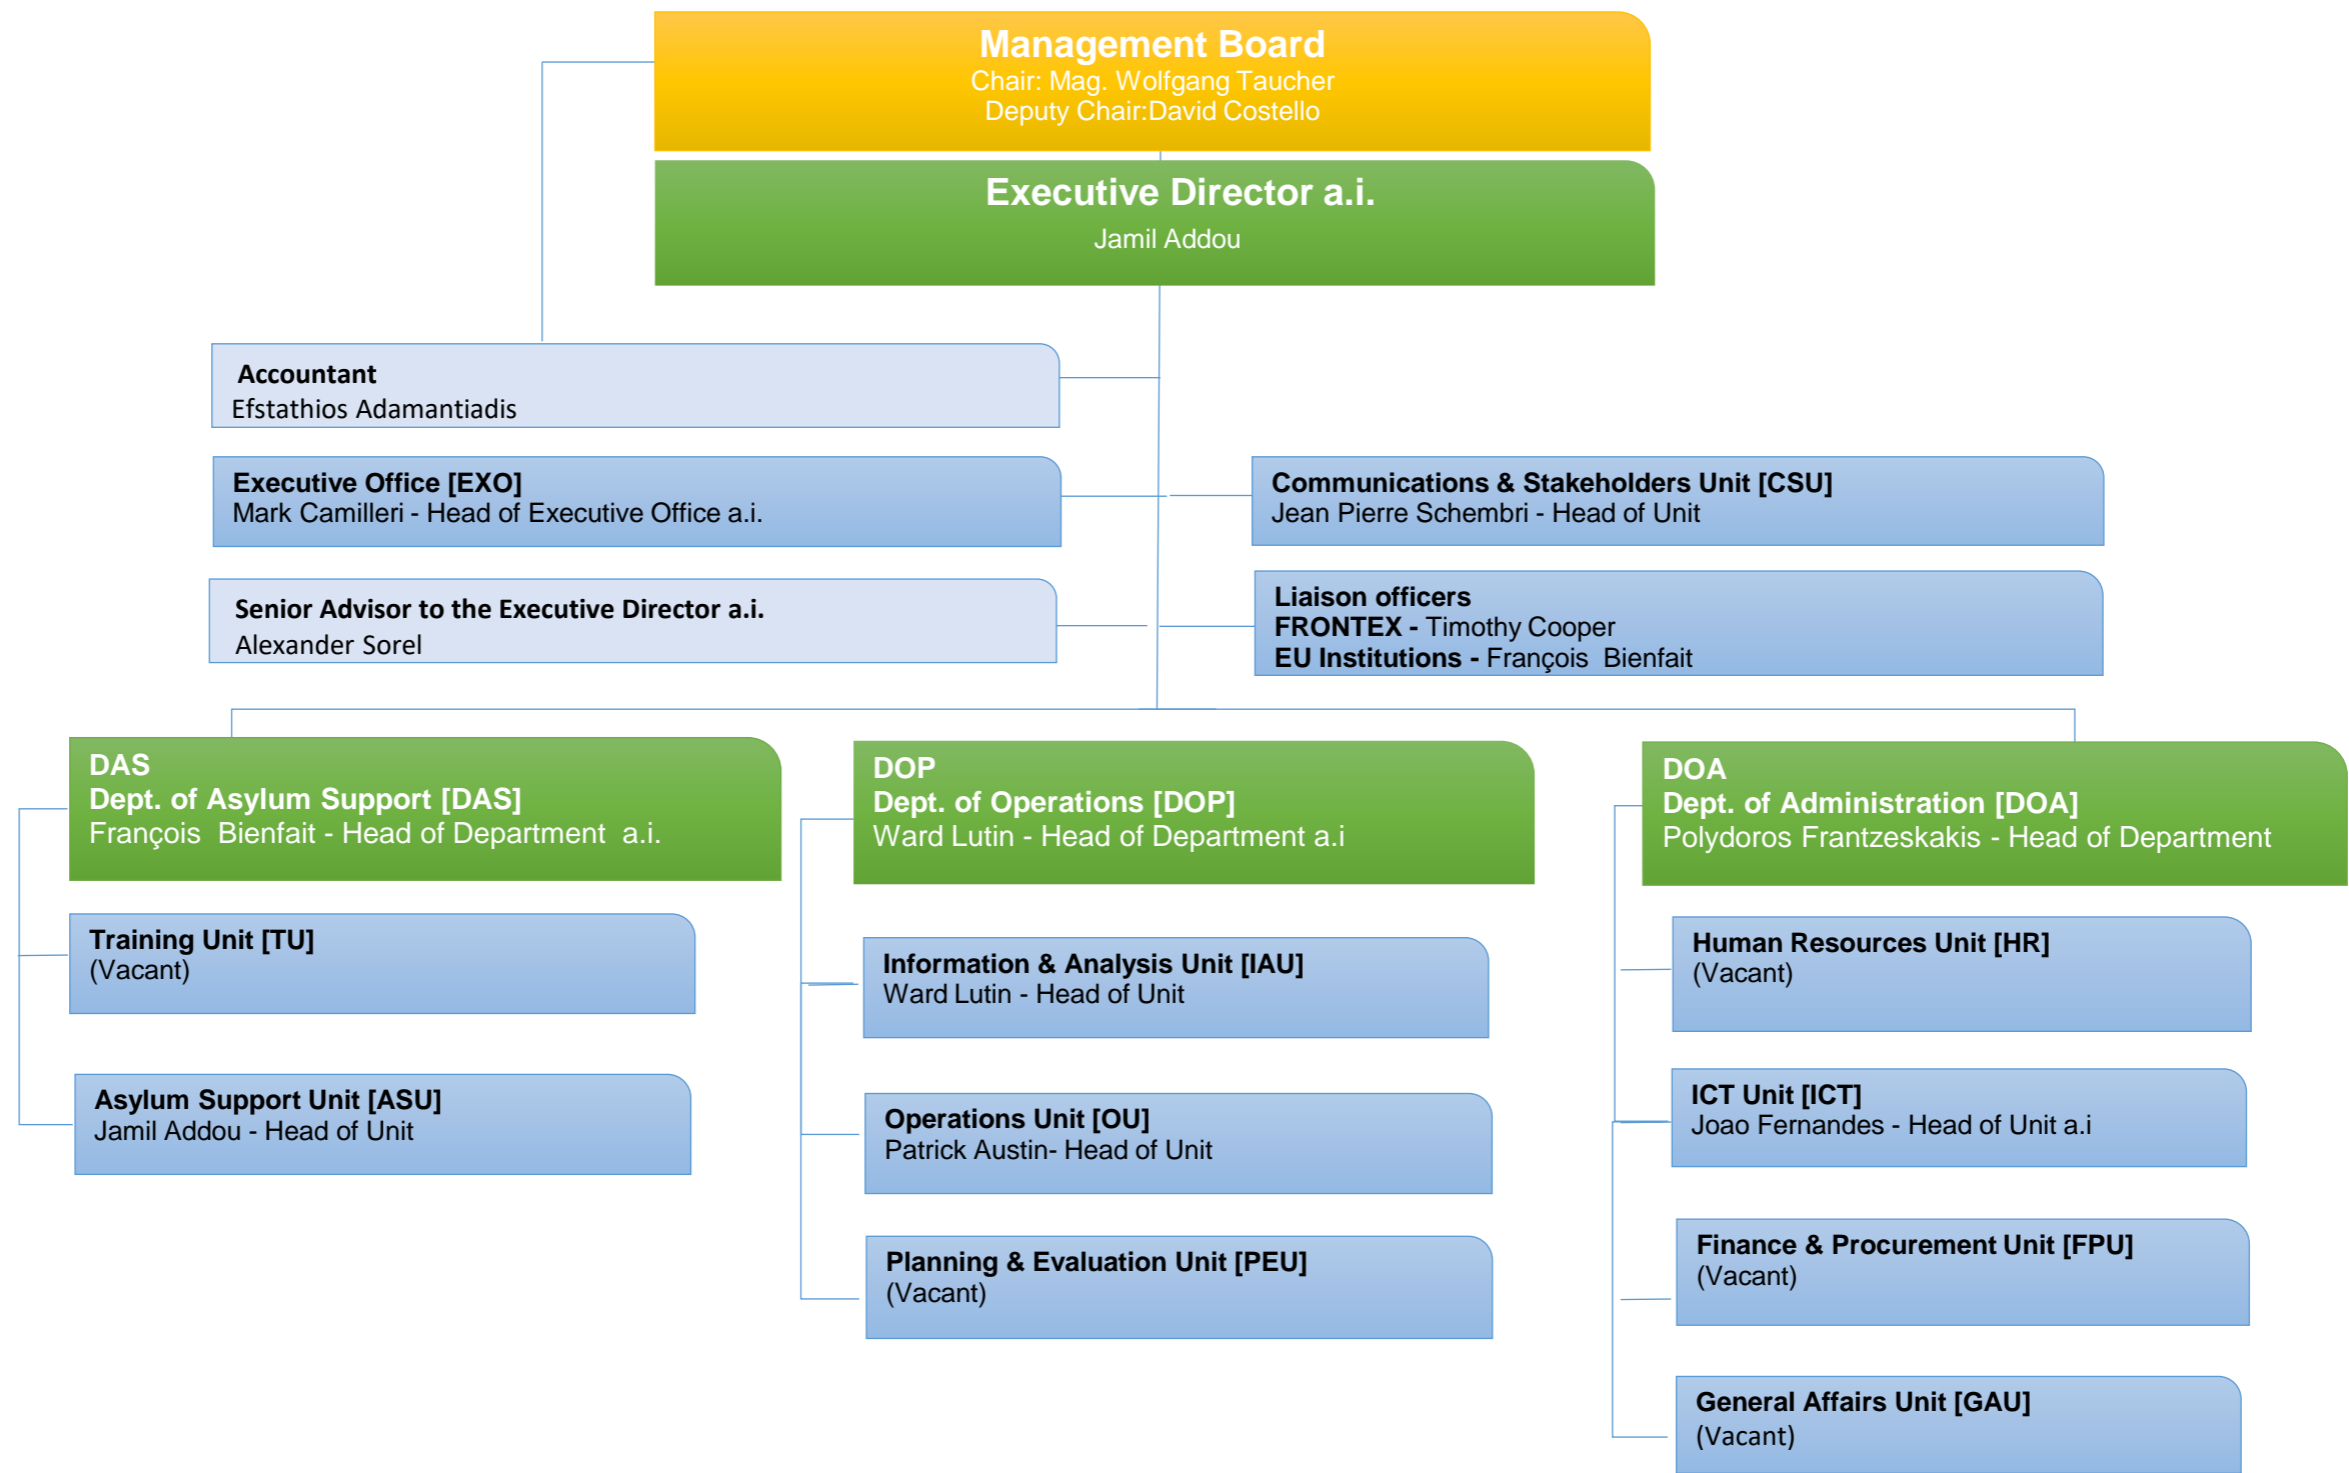 Management Board
Chair: Mag. Wolfgang Taucher
Deputy Chair:David Costello
Executive Director a.i.
Jamil Addou
Accountant
Efstathios Adamantiadis
Executive Office [EXO]
Mark Camilleri - Head of Executive Office a.i.
Communications & Stakeholders Unit [CSU]
Jean Pierre Schembri - Head of Unit
Senior Advisor to the Executive Director a.i.
Alexander Sorel
Liaison officers
FRONTEX - Timothy Cooper
EU Institutions - François Bienfait
DAS
Dept. of Asylum Support [DAS]
François Bienfait - Head of Department a.i.
Training Unit [TU]
(Vacant)
Asylum Support Unit [ASU]
Jamil Addou - Head of Unit
DOP
Dept. of Operations [DOP]
Ward Lutin - Head of Department a.i
Information & Analysis Unit [IAU]
Ward Lutin - Head of Unit
Operations Unit [OU]
Patrick Austin- Head of Unit
Planning & Evaluation Unit [PEU]
(Vacant)
DOA
Dept. of Administration [DOA]
Polydoros Frantzeskakis - Head of Department
Human Resources Unit [HR]
(Vacant)
ICT Unit [ICT]
Joao Fernandes - Head of Unit a.i
Finance & Procurement Unit [FPU]
(Vacant)
General Affairs Unit [GAU]
(Vacant)